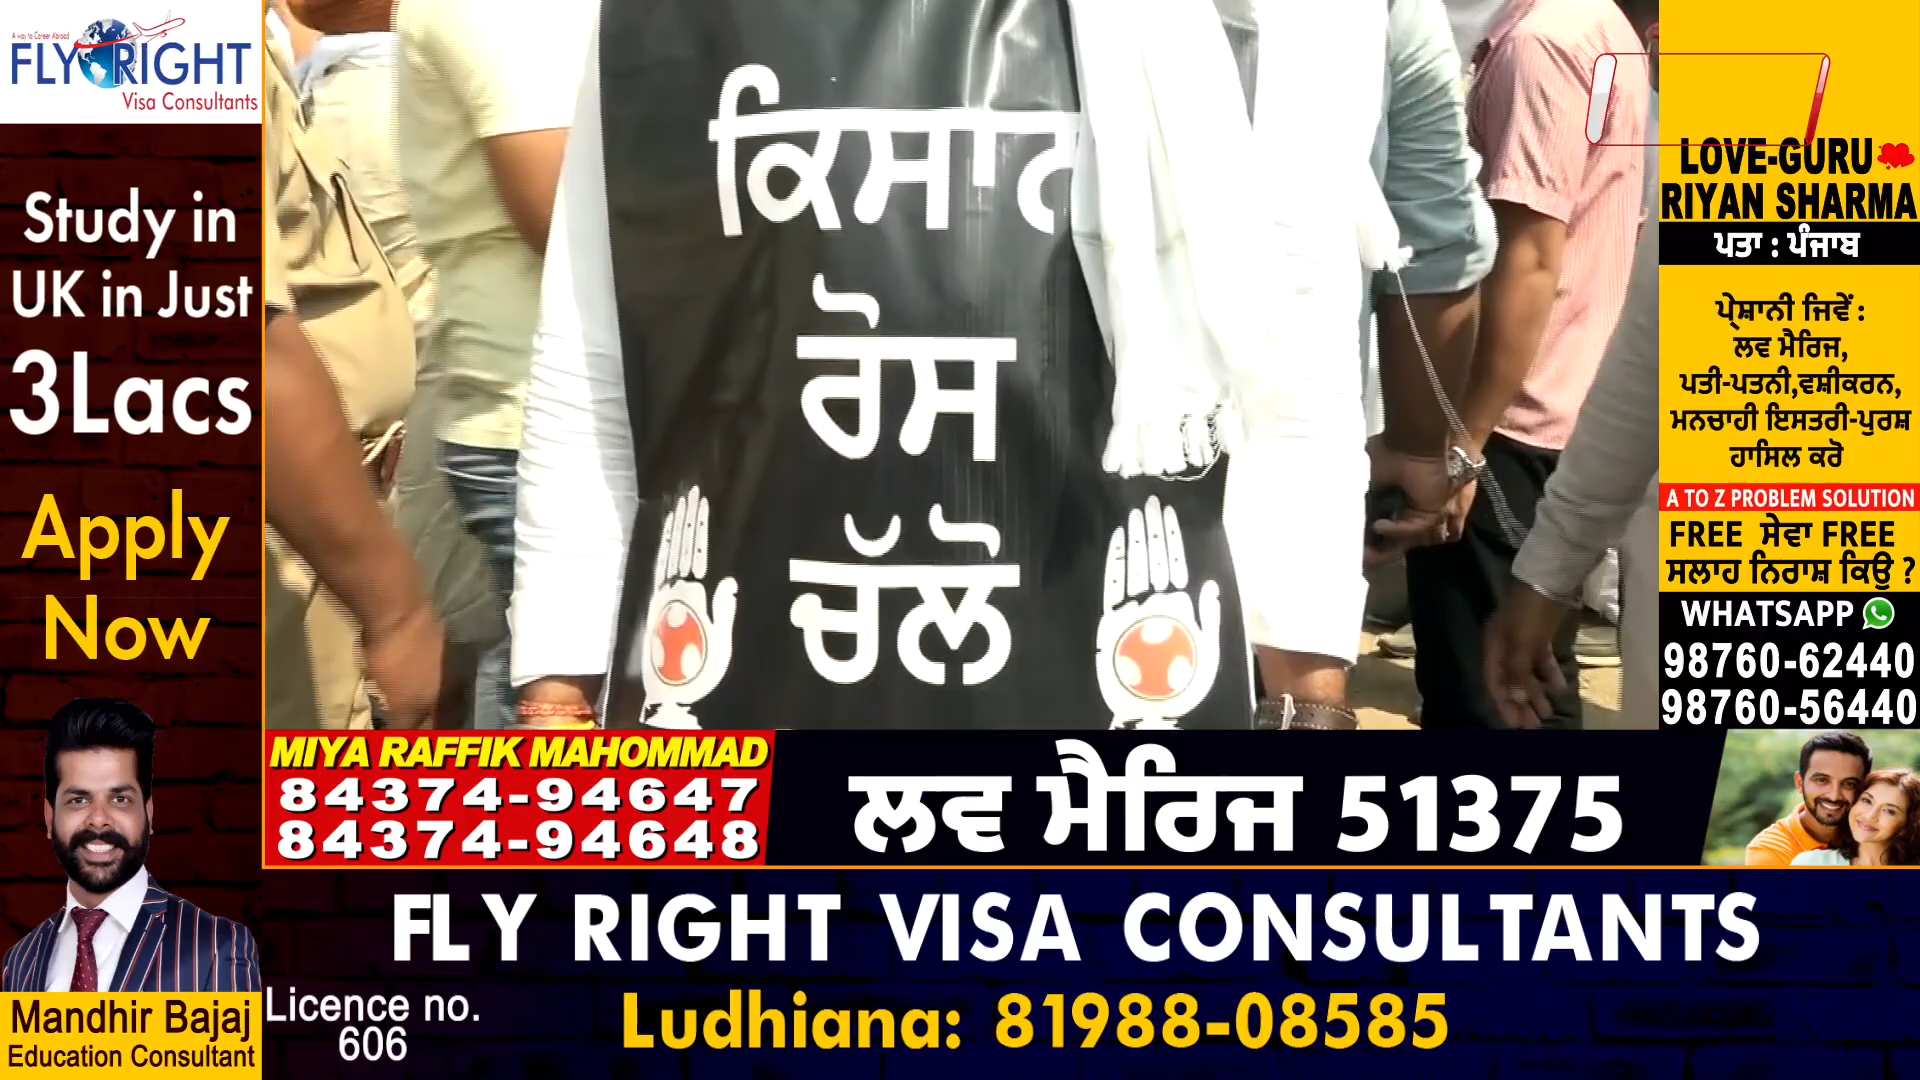 A way to Career Abroad
FLY RIGHT
Visa Consultants
Study in
UK in Just
3Lacs
Apply
Now
Mandhir Bajaj
Education Consultant
ਕਿਸਾਨ
ਰੋਸ
ਚੱਲੋ
LOVE-GURU
RIYAN SHARMA
ਪਤਾ : ਪੰਜਾਬ
ਪ੍ਰੇਸ਼ਾਨੀ ਜਿਵੇਂ :
ਲਵ ਮੈਰਿਜ,
ਪਤੀ-ਪਤਨੀ,ਵਸ਼ੀਕਰਨ,
ਮਨਚਾਹੀ ਇਸਤਰੀ-ਪੁਰਸ਼
ਹਾਸਿਲ ਕਰੋ
A TO Z PROBLEM SOLUTION
FREE ਸੇਵਾ FREE
ਸਲਾਹ ਨਿਰਾਸ਼ ਕਿਉ ?
WHATSAPP
98760-62440
98760-56440
MIYA RAFFIK MAHOMMAD
84374-94647
84374-94648
ਲਵ ਮੈਰਿਜ 51375
FLY RIGHT VISA CONSULTANTS
Licence no.
606
Ludhiana: 81988-08585